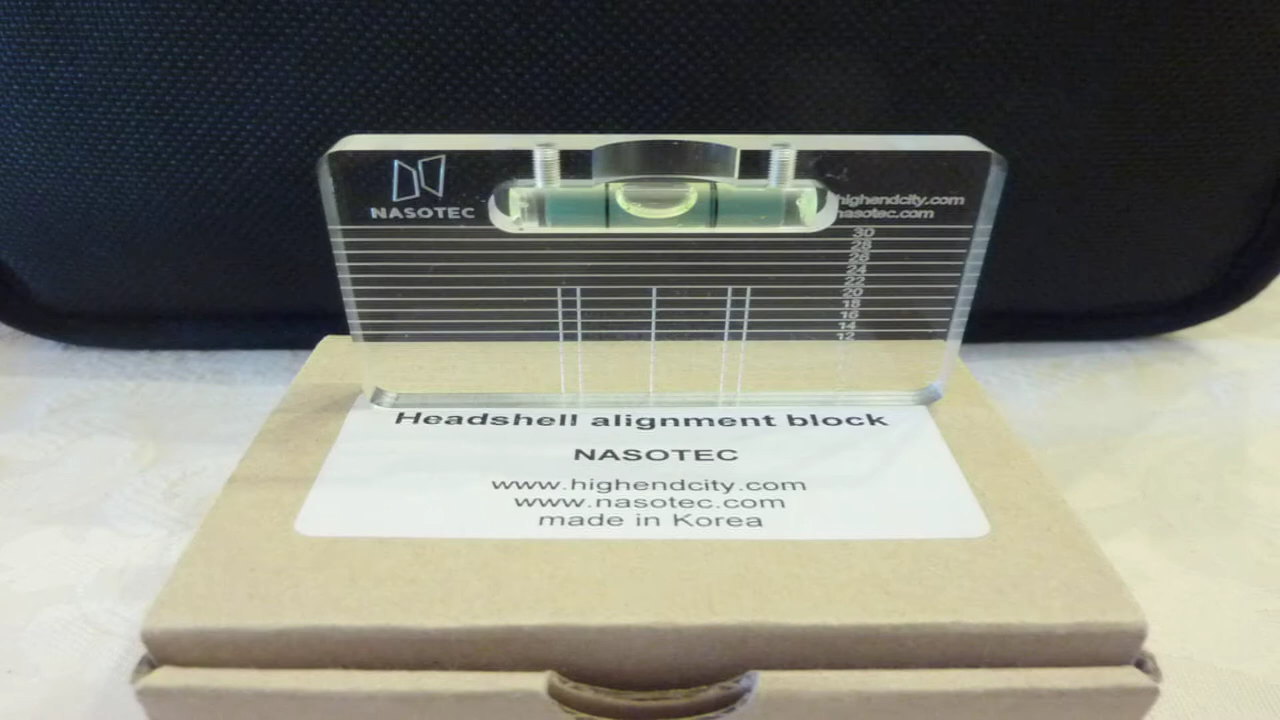 NASOTEC
highendcity.com
nasotec.com
30
28
26
24
22
20
18
16
14
12
Headshell alignment block
NASOTEC
www.highendcity.com
www.nasotec.com
made in Korea